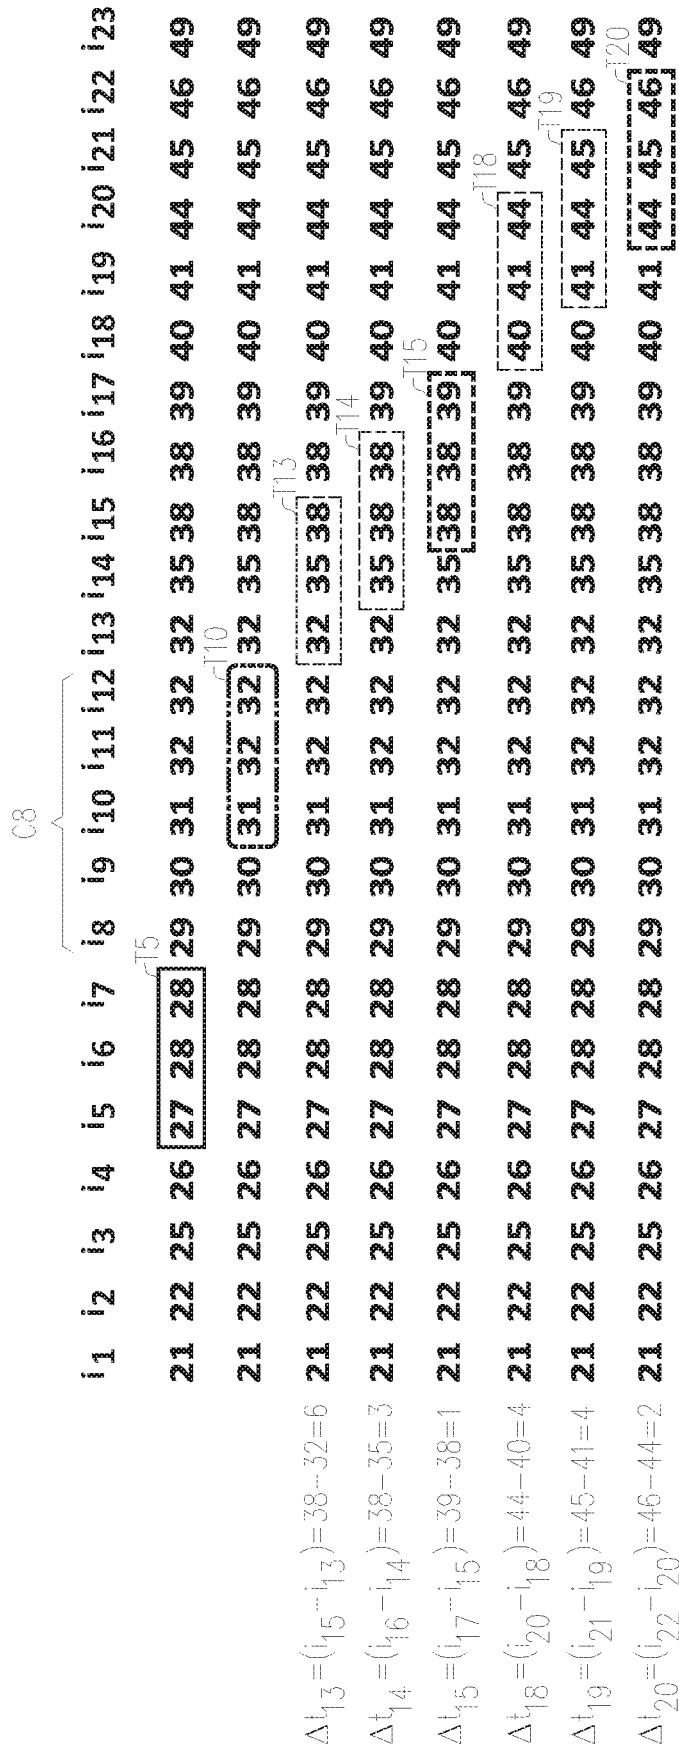 C8
i1 i2 i3 i4 i5 i6 i7 i8 i9 i10 i11 i12 i13 i14 i15 i16 i17 i18 i19 i20 i21 i22 i23
T5
21 22 25 26 27 28 28 29 30 31 32 32 32 35 38 38 39 40 41 44 45 46 49
T10
21 22 25 26 27 28 28 29 30 31 32 32 32 35 38 38 39 40 41 44 45 46 49
T13
Δt13=(i15-i13)=38-32=6 21 22 25 26 27 28 28 29 30 31 32 32 32 35 38 38 39 40 41 44 45 46 49
T14
Δt14=(i16-i14)=38-35=3 21 22 25 26 27 28 28 29 30 31 32 32 32 35 38 38 39 40 41 44 45 46 49
T15
Δt15=(i17-i15)=39-38=1 21 22 25 26 27 28 28 29 30 31 32 32 32 35 38 38 39 40 41 44 45 46 49
T18
Δt18=(i20-i18)=44-40=4 21 22 25 26 27 28 28 29 30 31 32 32 32 35 38 38 39 40 41 44 45 46 49
T19
Δt19=(i21-i19)=45-41=4 21 22 25 26 27 28 28 29 30 31 32 32 32 35 38 38 39 40 41 44 45 46 49
T20
Δt20=(i22-i20)=46-44=2 21 22 25 26 27 28 28 29 30 31 32 32 32 35 38 38 39 40 41 44 45 46 49